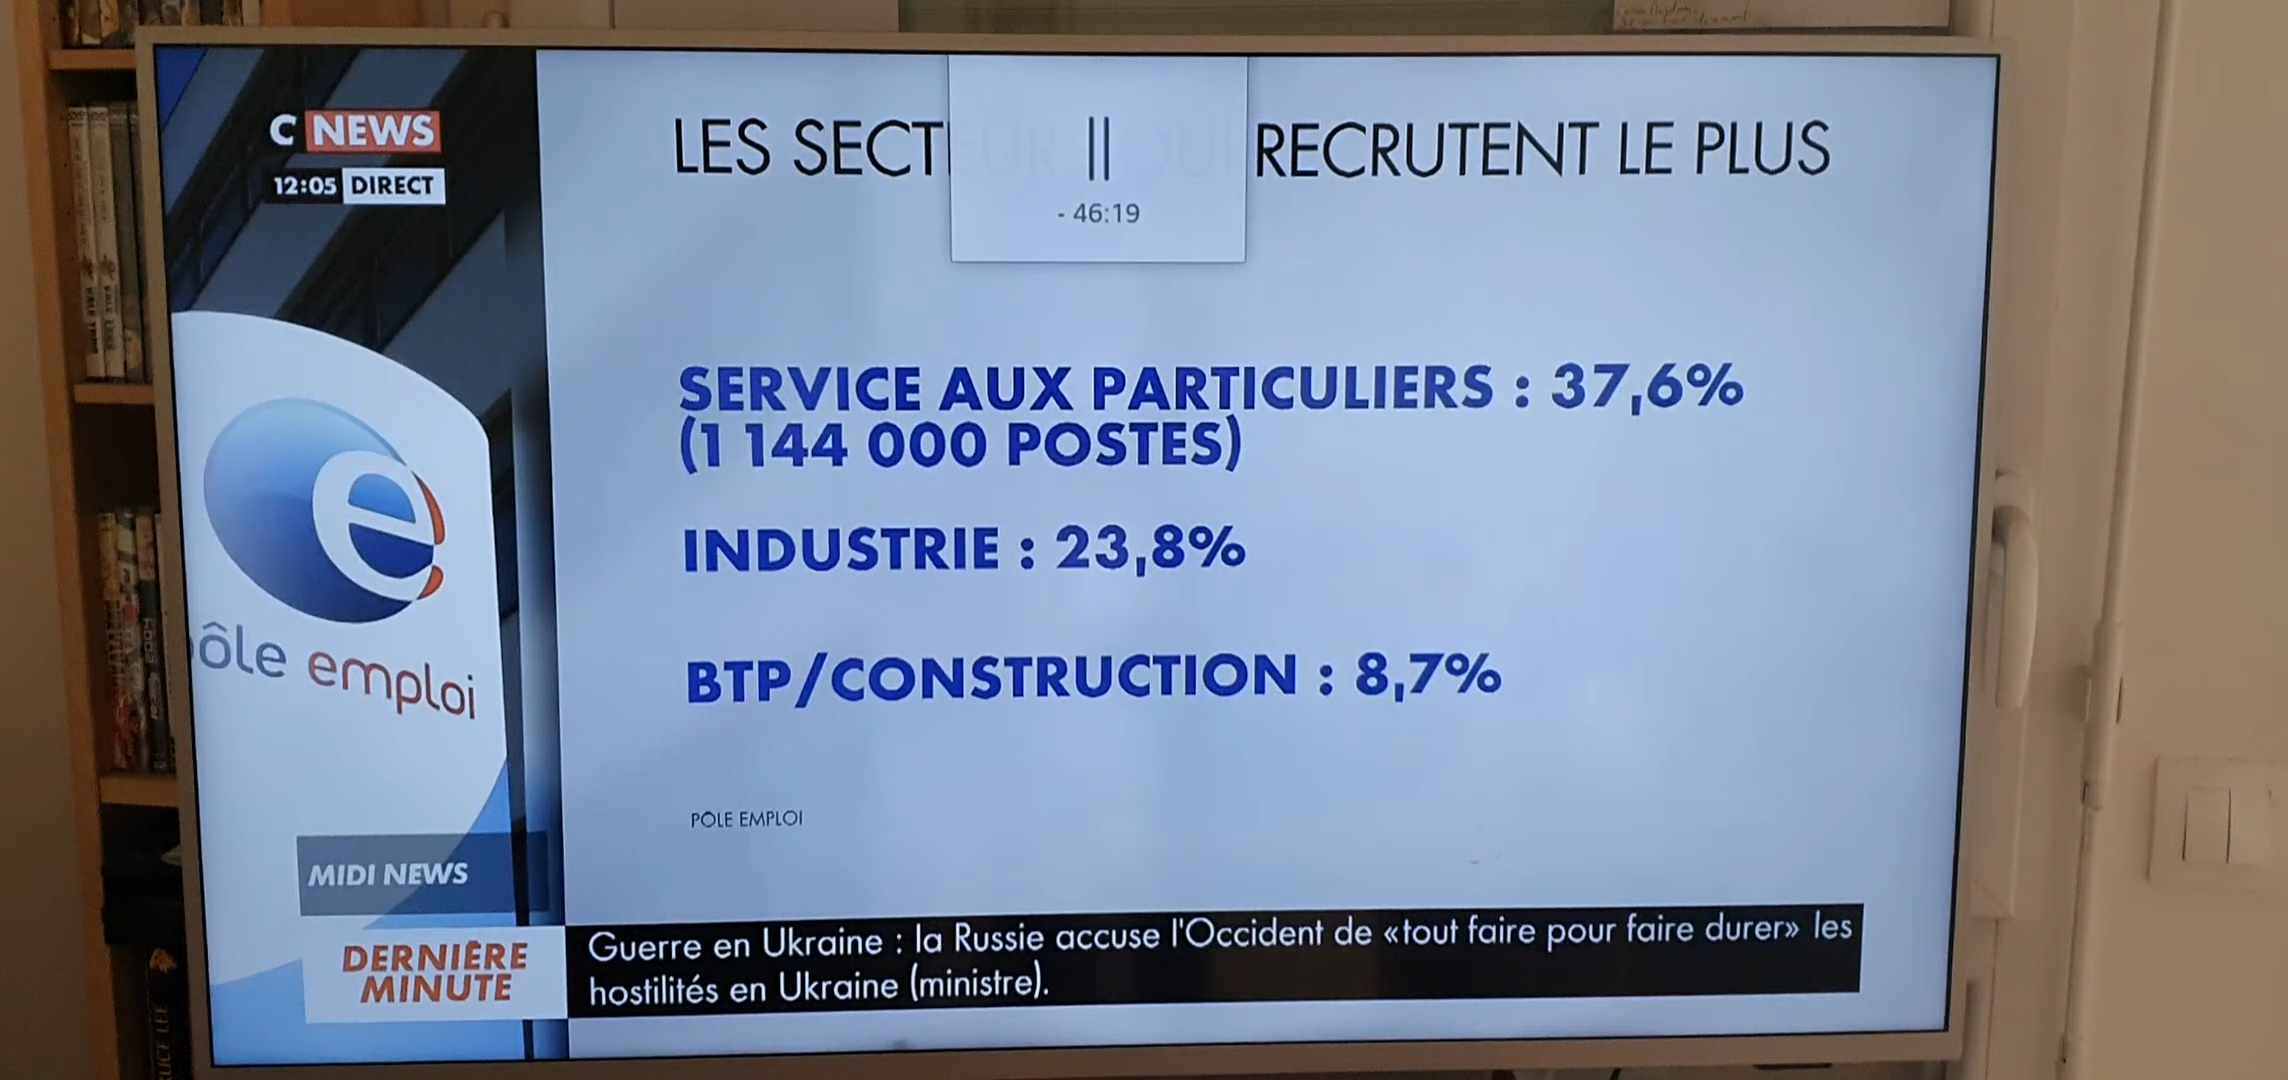 C NEWS
12:05 DIRECT
LES SECTEURS QUI RECRUTENT LE PLUS
- 46:19
SERVICE AUX PARTICULIERS : 37,6%
(1 144 000 POSTES)
INDUSTRIE : 23,8%
BTP/CONSTRUCTION : 8,7%
PÔLE EMPLOI
ôle emploi
MIDI NEWS
DERNIÈRE
MINUTE
Guerre en Ukraine : la Russie accuse l'Occident de «tout faire pour faire durer» les
hostilités en Ukraine (ministre).